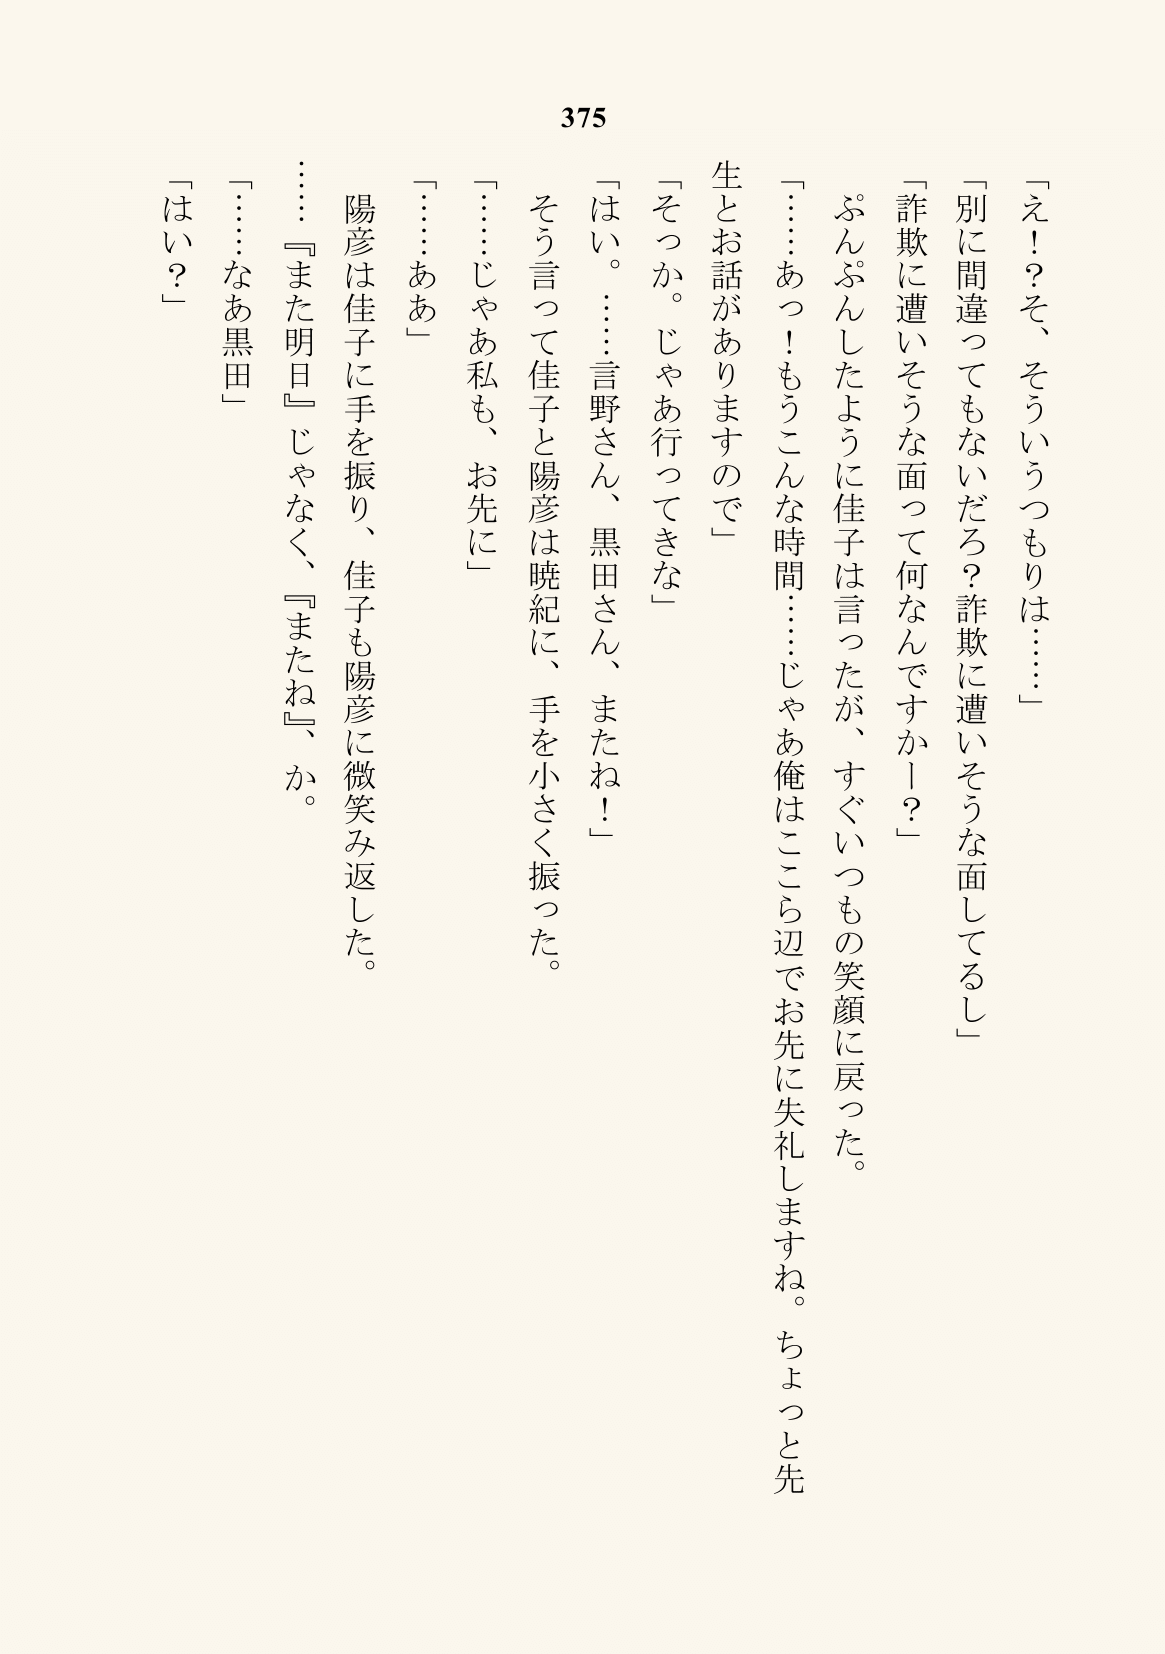 375
「え！？そ、そういうつもりは……」
「別に間違ってもないだろ？詐欺に遭いそうな面してるし」
「詐欺に遭いそうな面って何なんですかー？」
ぷんぷんしたように佳子は言ったが、すぐいつもの笑顔に戻った。
「……あっ！もうこんな時間……じゃあ俺はここら辺でお先に失礼しますね。ちょっと先
生とお話がありますので」
「そっか。じゃあ行ってきな」
「はい。……言野さん、黒田さん、またね！」
そう言って佳子と陽彦は暁紀に、手を小さく振った。
「……じゃあ私も、お先に」
「……ああ」
陽彦は佳子に手を振り、佳子も陽彦に微笑み返した。
……『また明日』じゃなく、『またね』、か。
「……なあ黒田」
「はい？」